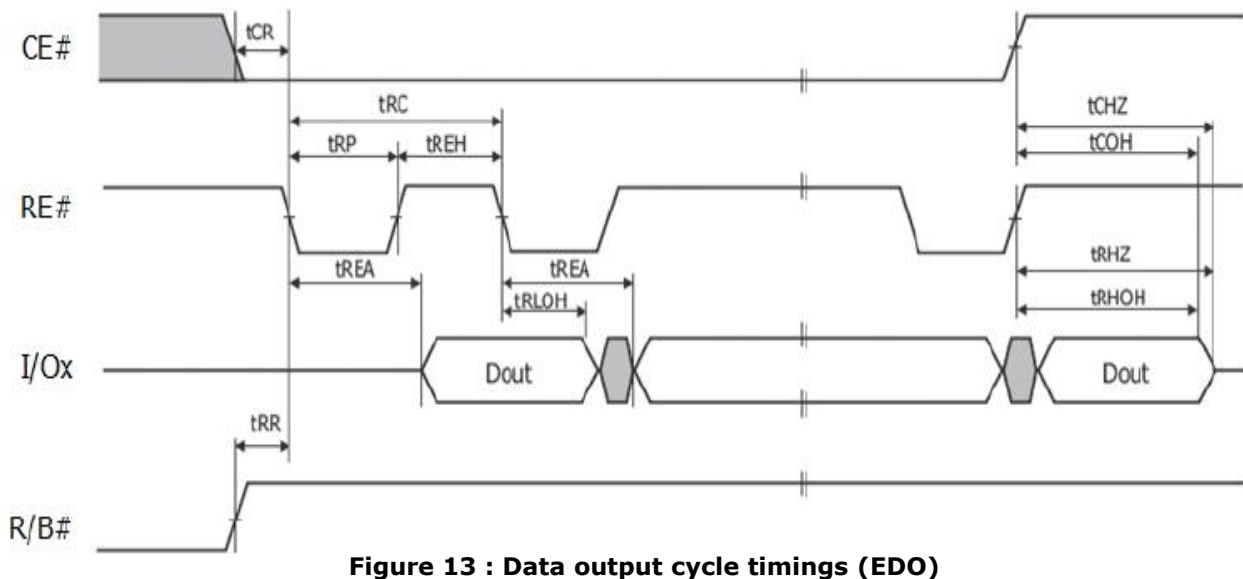 CE#
tCR
tRC
tCHZ
tCOH
tRP
tREH
RE#
tREA
tREA
tRHZ
tRLOH
tRHOH
I/Ox
Dout
Dout
tRR
R/B#
Figure 13 : Data output cycle timings (EDO)